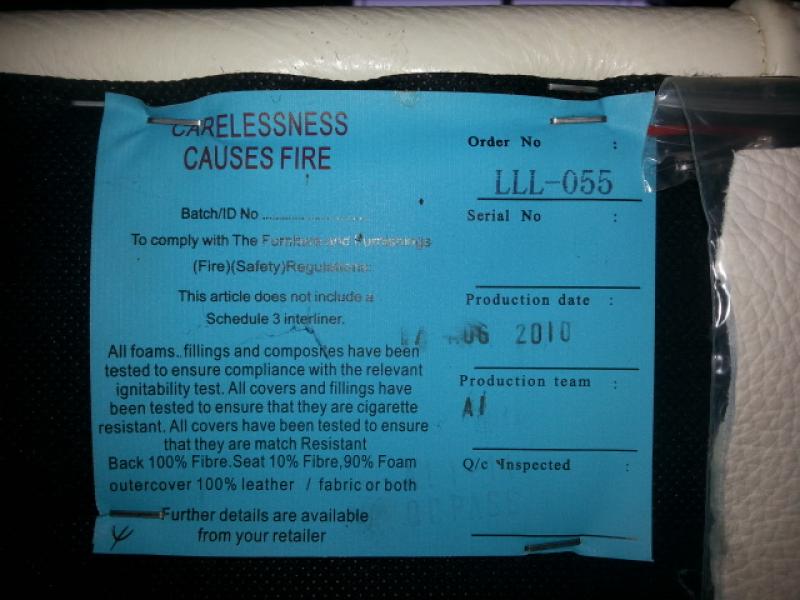 CARELESSNESS
CAUSES FIRE
Batch/ID No ....................
To comply with The Furniture and Furnishings
(Fire)(Safety)Regulations:
This article does not include a
Schedule 3 interliner.
All foams..fillings and composites have been
tested to ensure compliance with the relevant
ignitability test. All covers and fillings have
been tested to ensure that they are cigarette
resistant. All covers have been tested to ensure
that they are match Resistant
Back 100% Fibre.Seat 10% Fibre,90% Foam
outercover 100% leather / fabric or both
Further details are available
from your retailer
Order No :
LLL-055
Serial No :
Production date :
2010
Production team :
A1
Q/c Inspected :